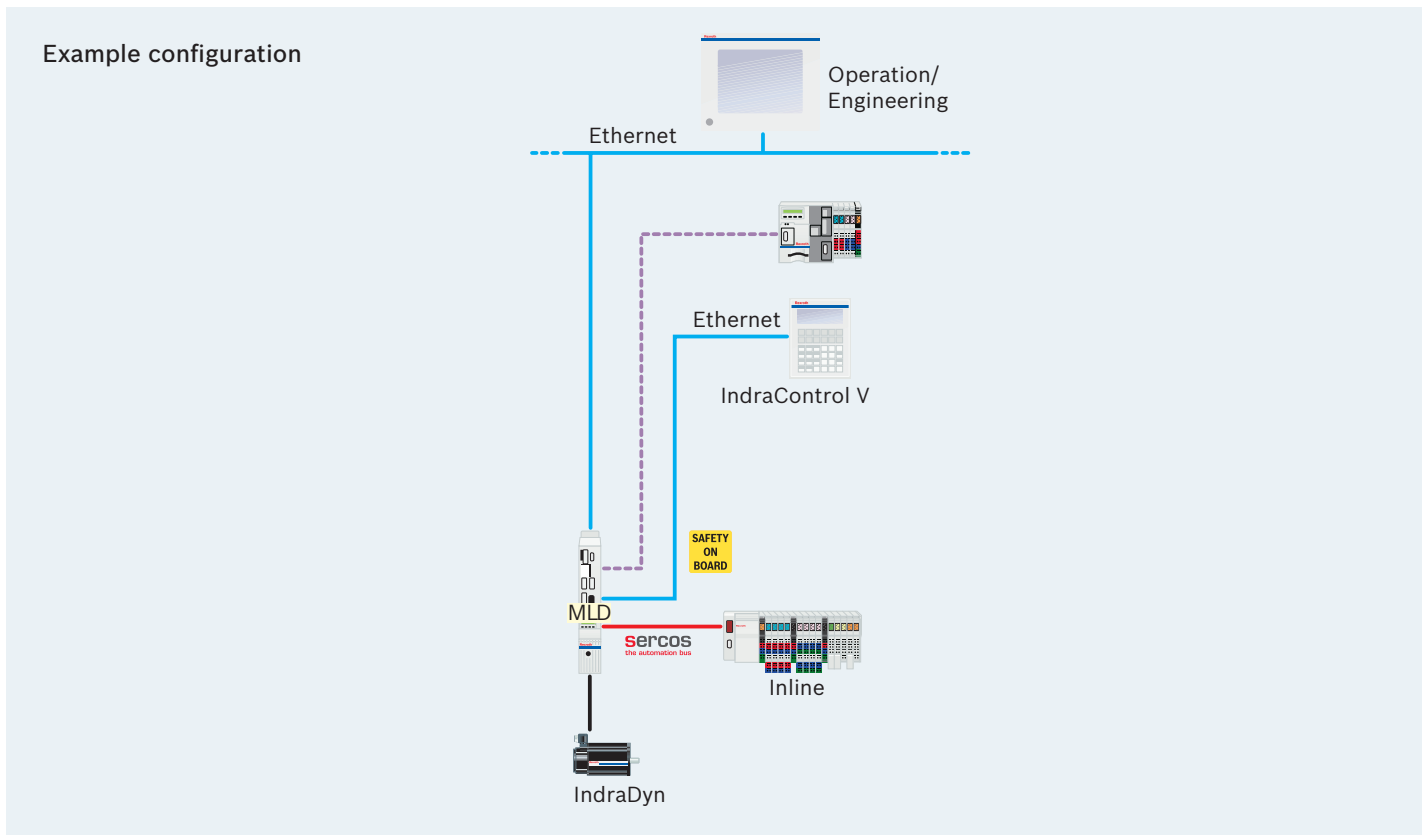 Example configuration
Operation/
Engineering
Ethernet
Ethernet
IndraControl V
SAFETY
ON
BOARD
MLD
sercos
the automation bus
Inline
IndraDyn